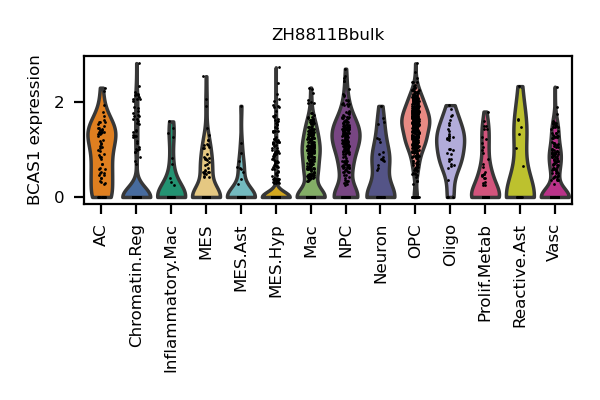 ZH8811Bbulk
BCAS1 expression
2
0
AC
Chromatin.Reg
Inflammatory.Mac
MES
MES.Ast
MES.Hyp
Mac
NPC
Neuron
OPC
Oligo
Prolif.Metab
Reactive.Ast
Vasc